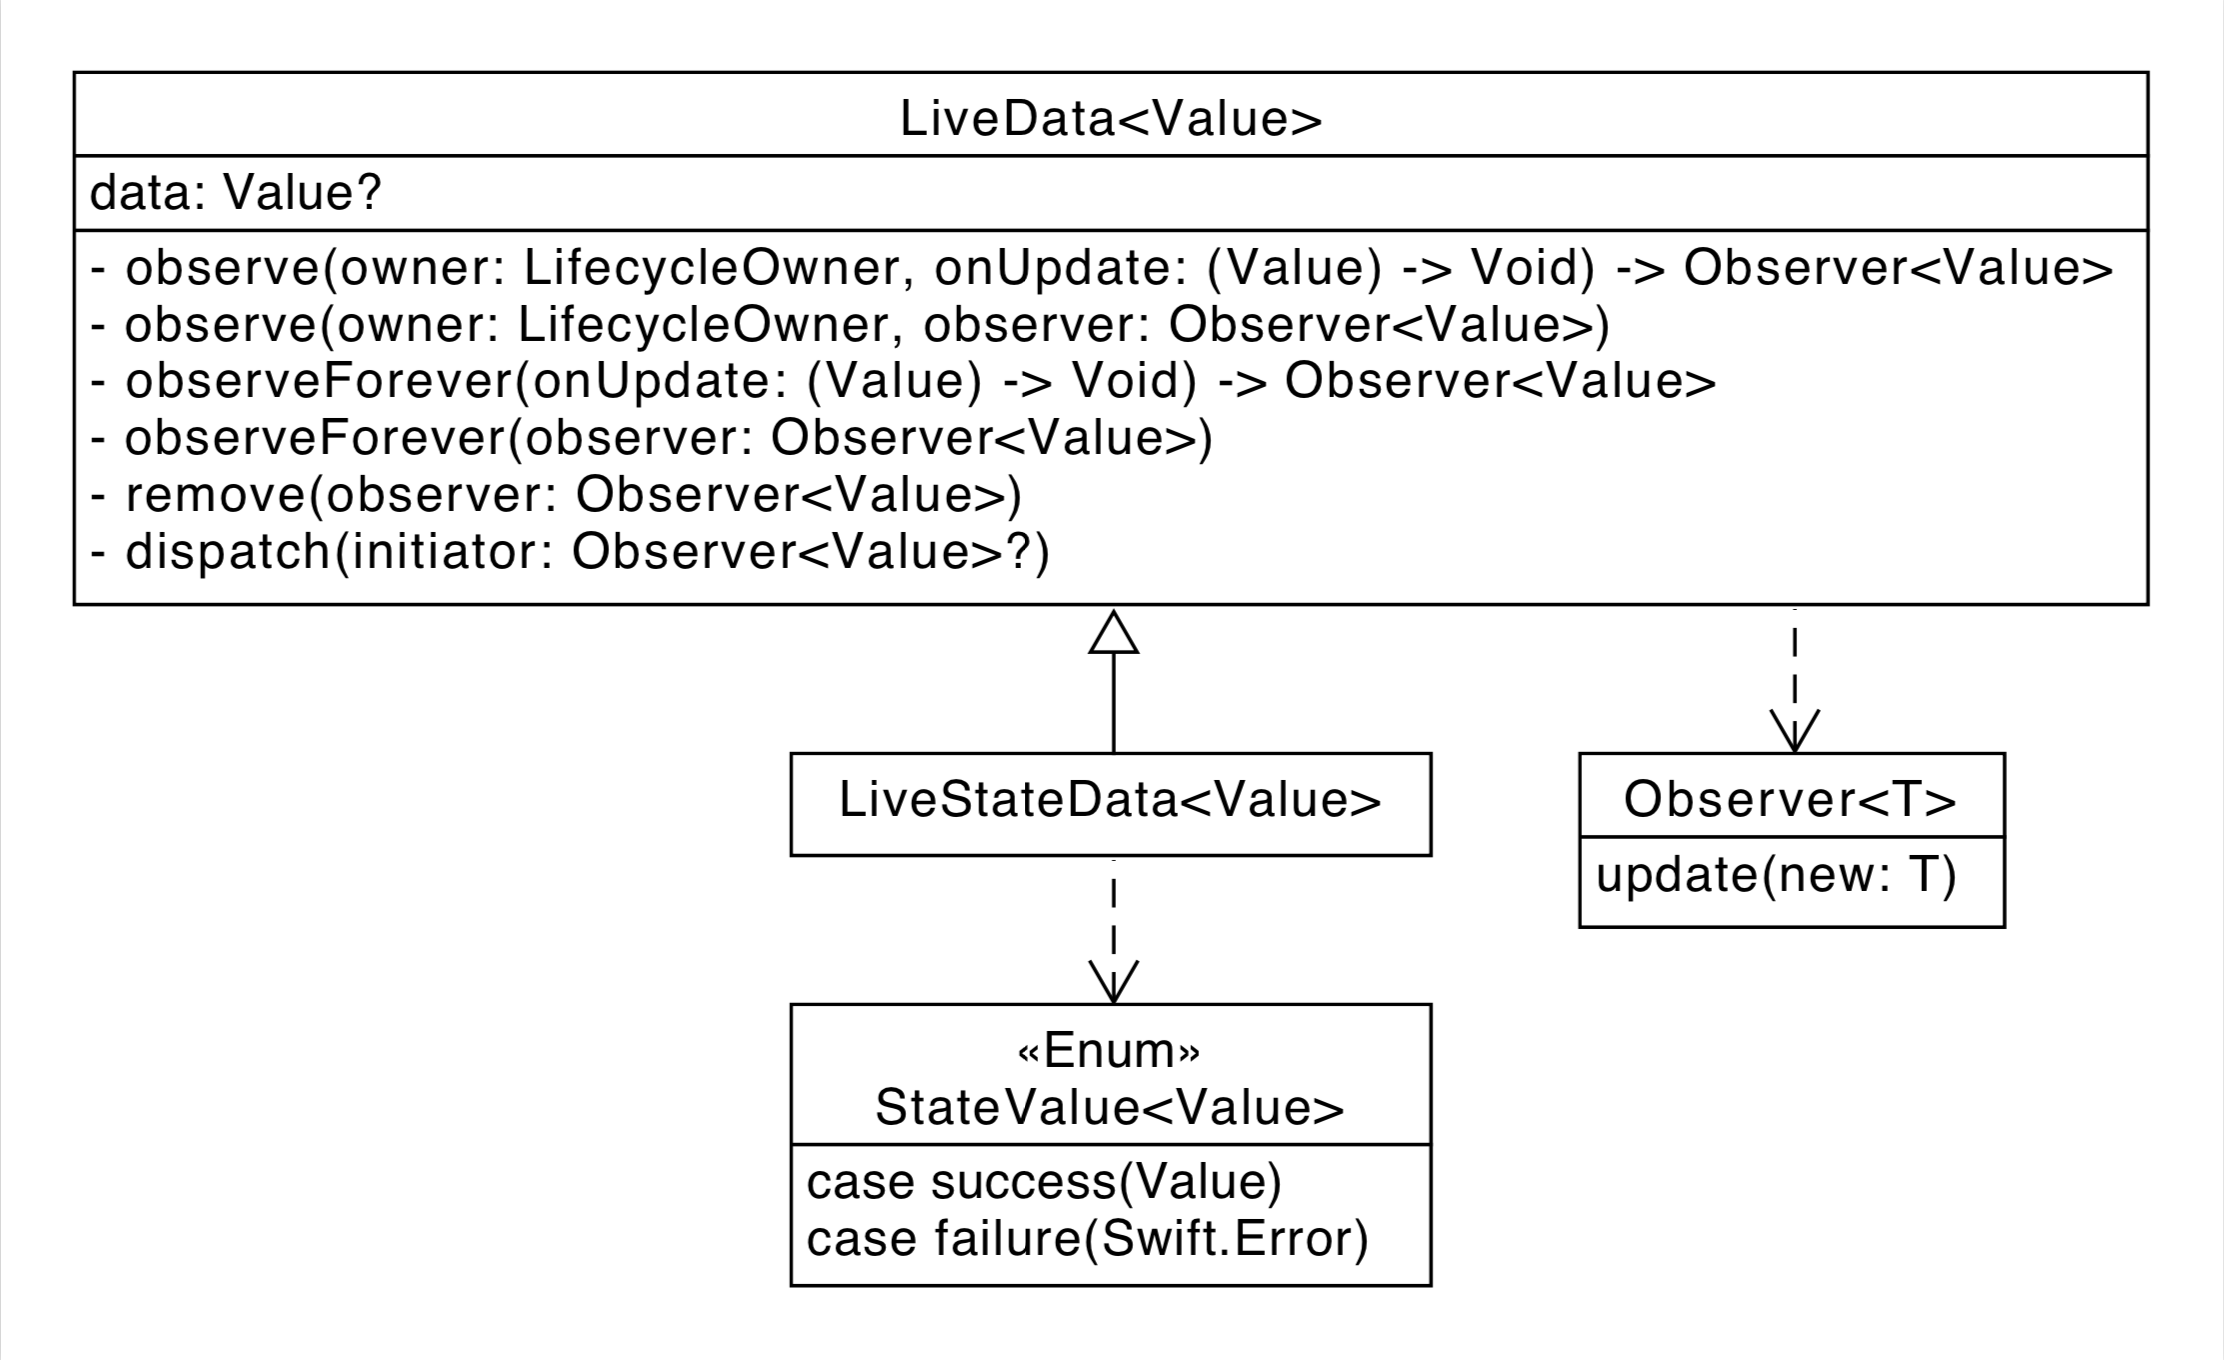 LiveData<Value>
data: Value?
- observe(owner: LifecycleOwner, onUpdate: (Value) -> Void) -> Observer<Value>
- observe(owner: LifecycleOwner, observer: Observer<Value>)
- observeForever(onUpdate: (Value) -> Void) -> Observer<Value>
- observeForever(observer: Observer<Value>)
- remove(observer: Observer<Value>)
- dispatch(initiator: Observer<Value>?)
LiveStateData<Value>
Observer<T>
update(new: T)
«Enum»
StateValue<Value>
case success(Value)
case failure(Swift.Error)